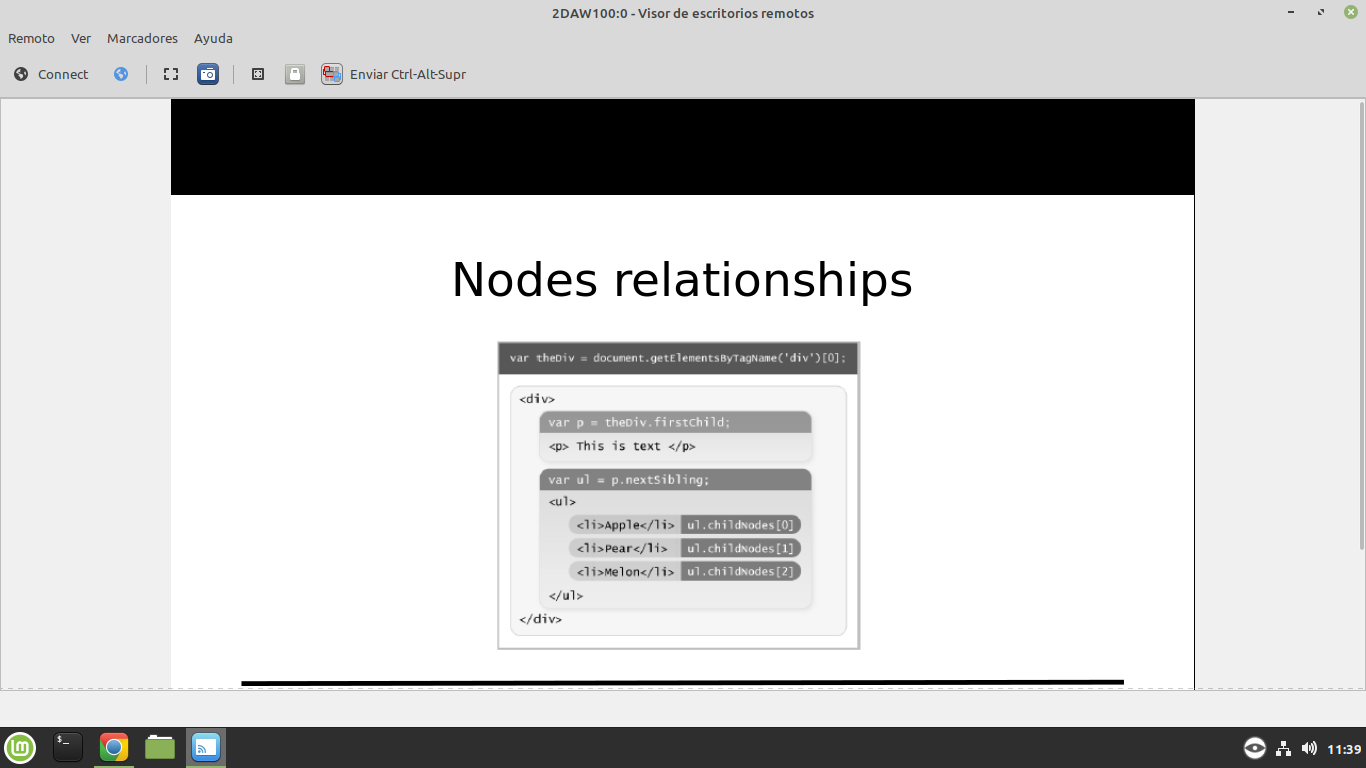 2DAW100:0 - Visor de escritorios remotos
Remoto Ver Marcadores Ayuda
Connect Enviar Ctrl-Alt-Supr
Nodes relationships
var theDiv = document.getElementsByTagName('div')[0];
<div>
var p = theDiv.firstChild;
<p> This is text </p>
var ul = p.nextSibling;
<ul>
<li>Apple</li> ul.childNodes[0]
<li>Pear</li> ul.childNodes[1]
<li>Melon</li> ul.childNodes[2]
</ul>
</div>
$_
lm
11:39